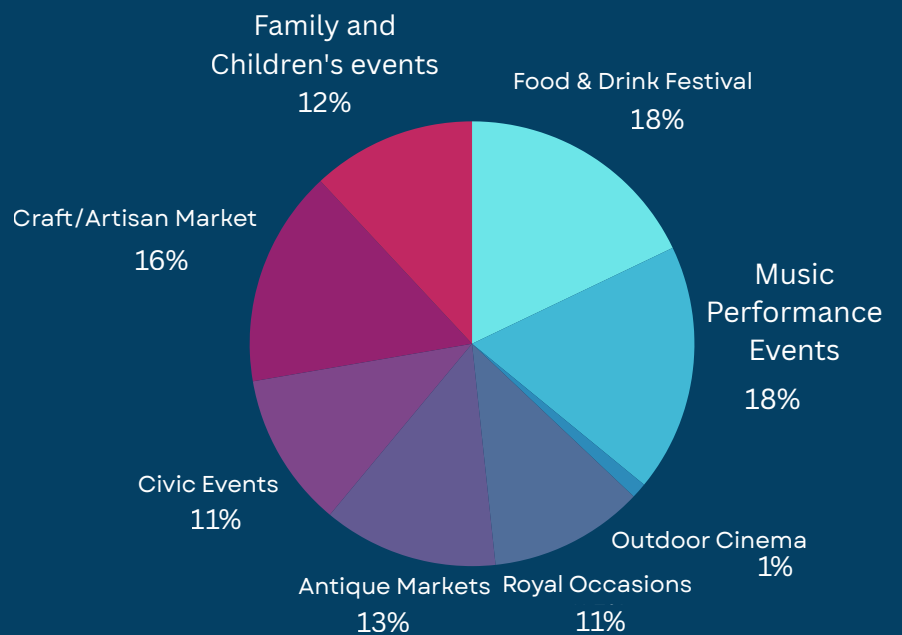 Family and
Children's events
12%
Food & Drink Festival
18%
Craft/Artisan Market
16%
Music
Performance
Events
18%
Civic Events
11%
Outdoor Cinema
1%
Antique Markets
13%
Royal Occasions
11%